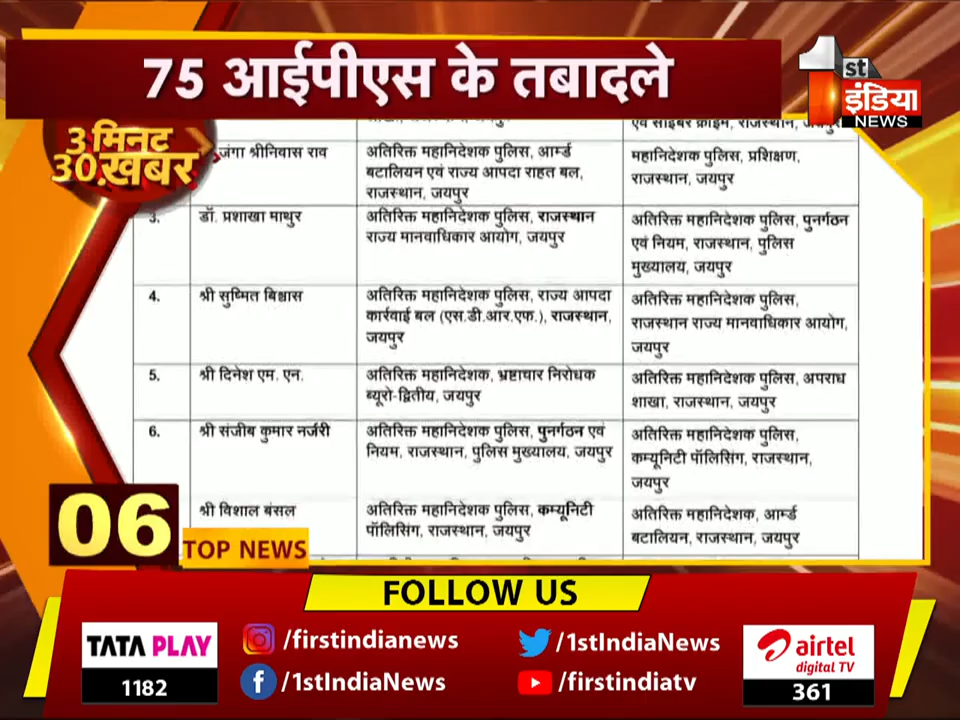 75 आईपीएस के तबादले
1st
इंडिया
NEWS
3 मिनट
30 ख़बर
एवं साइबर क्राइम, राजस्थान, जयपुर
जंगा श्रीनिवास राव
अतिरिक्त महानिदेशक पुलिस, आर्म्ड
बटालियन एवं राज्य आपदा राहत बल,
राजस्थान, जयपुर
महानिदेशक पुलिस, प्रशिक्षण,
राजस्थान, जयपुर
3.
डॉ. प्रशाखा माथुर
अतिरिक्त महानिदेशक पुलिस, राजस्थान
राज्य मानवाधिकार आयोग, जयपुर
अतिरिक्त महानिदेशक पुलिस, पुनर्गठन
एवं नियम, राजस्थान, पुलिस
मुख्यालय, जयपुर
4.
श्री सुष्मित बिश्वास
अतिरिक्त महानिदेशक पुलिस, राज्य आपदा
कार्रवाई बल (एस.डी.आर.एफ.), राजस्थान,
जयपुर
अतिरिक्त महानिदेशक पुलिस,
राजस्थान राज्य मानवाधिकार आयोग,
जयपुर
5.
श्री दिनेश एम. एन.
अतिरिक्त महानिदेशक, भ्रष्टाचार निरोधक
ब्यूरो-द्वितीय, जयपुर
अतिरिक्त महानिदेशक पुलिस, अपराध
शाखा, राजस्थान, जयपुर
6.
श्री संजीब कुमार नर्जरी
अतिरिक्त महानिदेशक पुलिस, पुनर्गठन एवं
नियम, राजस्थान, पुलिस मुख्यालय, जयपुर
अतिरिक्त महानिदेशक पुलिस,
कम्यूनिटी पॉलिसिंग, राजस्थान,
जयपुर
श्री विशाल बंसल
अतिरिक्त महानिदेशक पुलिस, कम्यूनिटी
पॉलिसिंग, राजस्थान, जयपुर
अतिरिक्त महानिदेशक, आर्म्ड
बटालियन, राजस्थान, जयपुर
06
TOP NEWS
FOLLOW US
TATA PLAY
1182
/firstindianews
/1stIndiaNews
/1stIndiaNews
/firstindiatv
airtel
digital TV
361